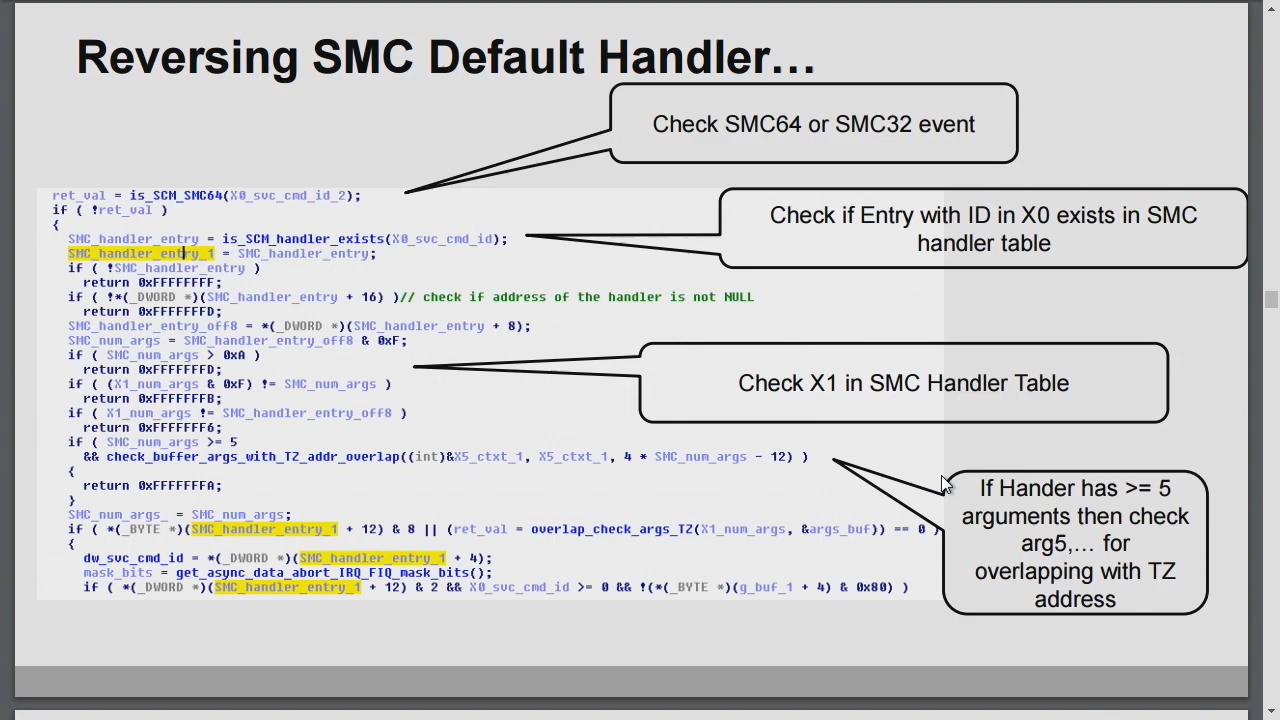 Reversing SMC Default Handler…
Check SMC64 or SMC32 event
Check if Entry with ID in X0 exists in SMC
handler table
Check X1 in SMC Handler Table
If Hander has >= 5
arguments then check
arg5,… for
overlapping with TZ
address
ret_val = is_SCM_SMC64(X0_svc_cmd_id_2);
if ( !ret_val )
{
SMC_handler_entry = is_SCM_handler_exists(X0_svc_cmd_id);
SMC_handler_entry_1 = SMC_handler_entry;
if ( !SMC_handler_entry )
return 0xFFFFFFFF;
if ( !*(_DWORD *)(SMC_handler_entry + 16) )// check if address of the handler is not NULL
return 0xFFFFFFFD;
SMC_handler_entry_off8 = *(_DWORD *)(SMC_handler_entry + 8);
SMC_num_args = SMC_handler_entry_off8 & 0xF;
if ( SMC_num_args > 0xA )
return 0xFFFFFFFD;
if ( (X1_num_args & 0xF) != SMC_num_args )
return 0xFFFFFFFB;
if ( X1_num_args != SMC_handler_entry_off8 )
return 0xFFFFFFF6;
if ( SMC_num_args >= 5
&& check_buffer_args_with_TZ_addr_overlap((int)&X5_ctxt_1, X5_ctxt_1, 4 * SMC_num_args - 12) )
{
return 0xFFFFFFFA;
}
SMC_num_args_ = SMC_num_args;
if ( *(_BYTE *)(SMC_handler_entry_1 + 12) & 8 || (ret_val = overlap_check_args_TZ(X1_num_args, &args_buf)) == 0 )
{
dw_svc_cmd_id = *(_DWORD *)(SMC_handler_entry_1 + 4);
mask_bits = get_async_data_abort_IRQ_FIQ_mask_bits();
if ( *(_DWORD *)(SMC_handler_entry_1 + 12) & 2 && X0_svc_cmd_id >= 0 && !(*(_BYTE *)(g_buf_1 + 4) & 0x80) )